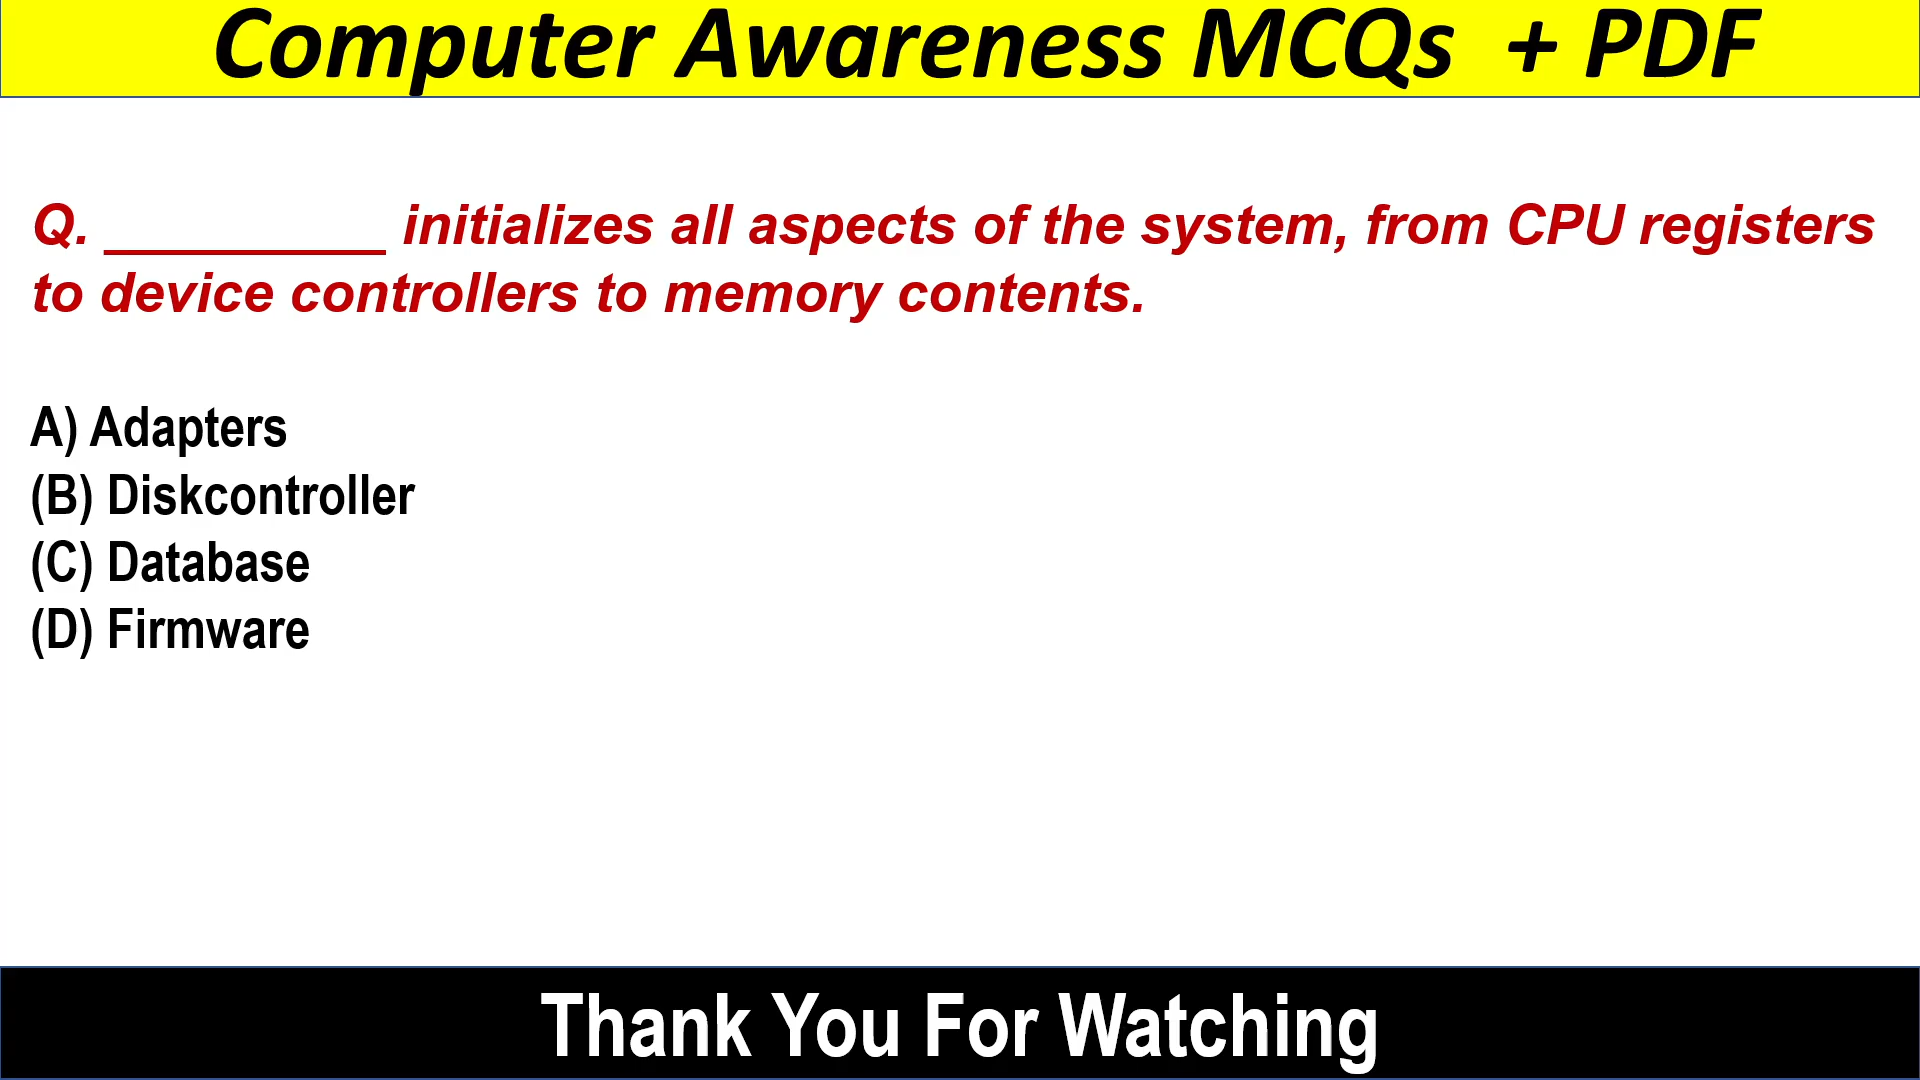 Computer Awareness MCQs + PDF
Q. _________ initializes all aspects of the system, from CPU registers
to device controllers to memory contents.
A) Adapters
(B) Diskcontroller
(C) Database
(D) Firmware
Thank You For Watching